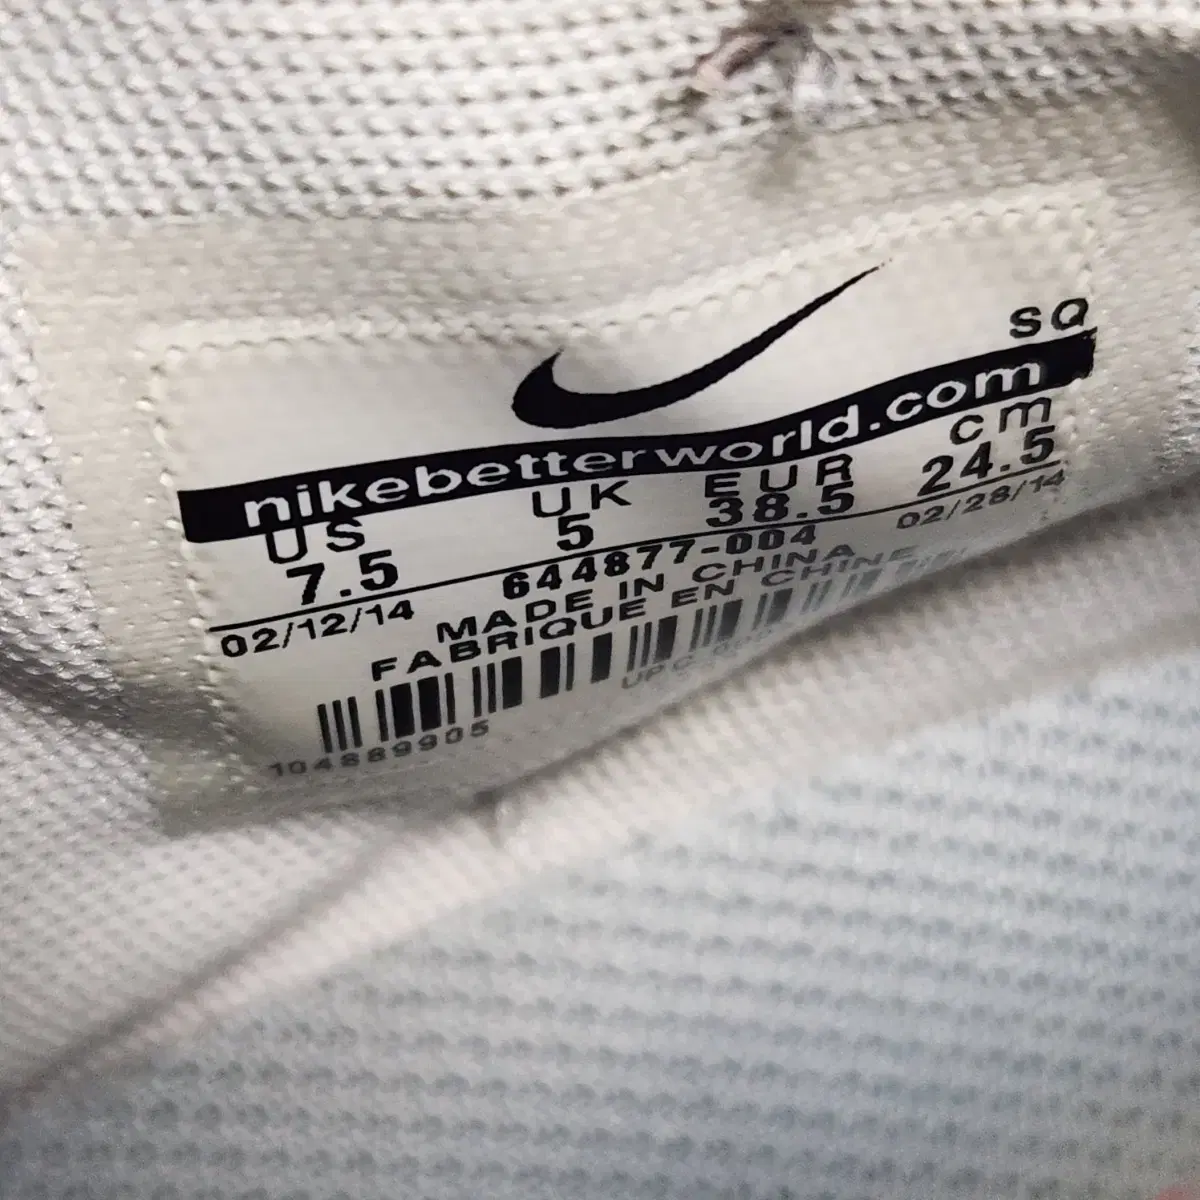 SQ
nikebetterworld.com
US UK EUR cm
7.5 5 38.5 24.5
02/12/14 644877-004 02/28/14
MADE IN CHINA
FABRIQUE EN CHINE
104889905